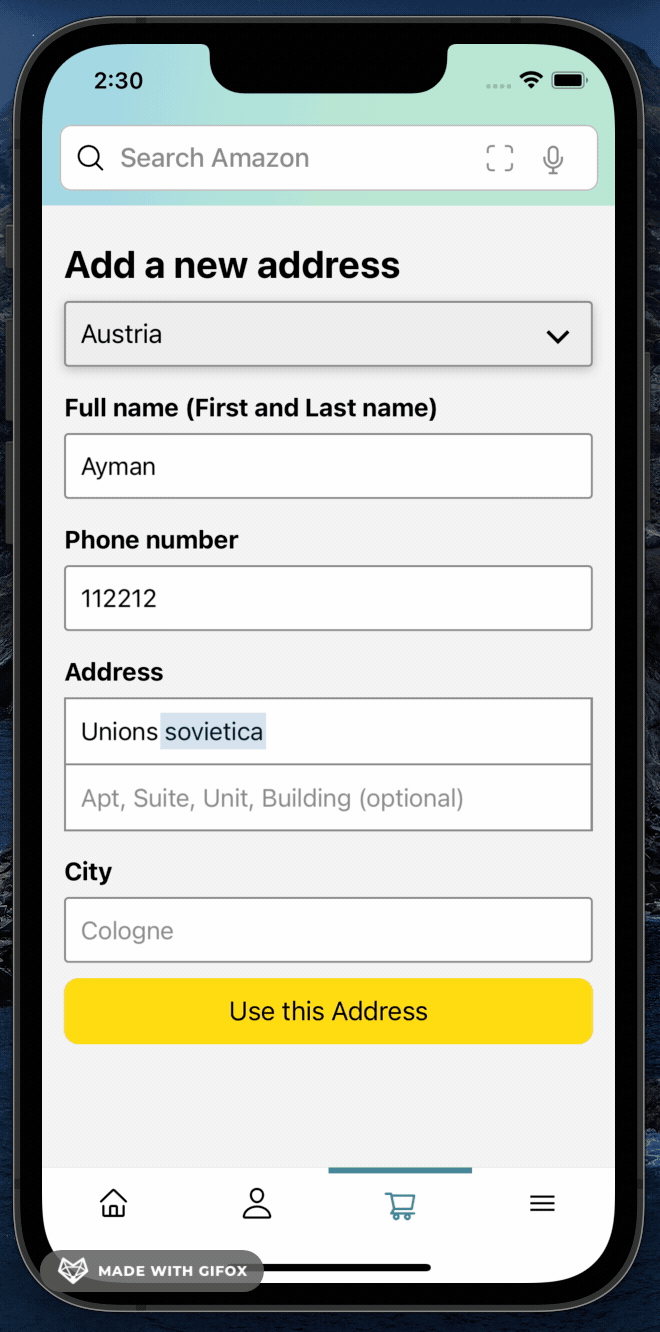 2:30
Search Amazon
Add a new address
Austria
Full name (First and Last name)
Ayman
Phone number
112212
Address
Unions sovietica
Apt, Suite, Unit, Building (optional)
City
Cologne
Use this Address
MADE WITH GIFOX